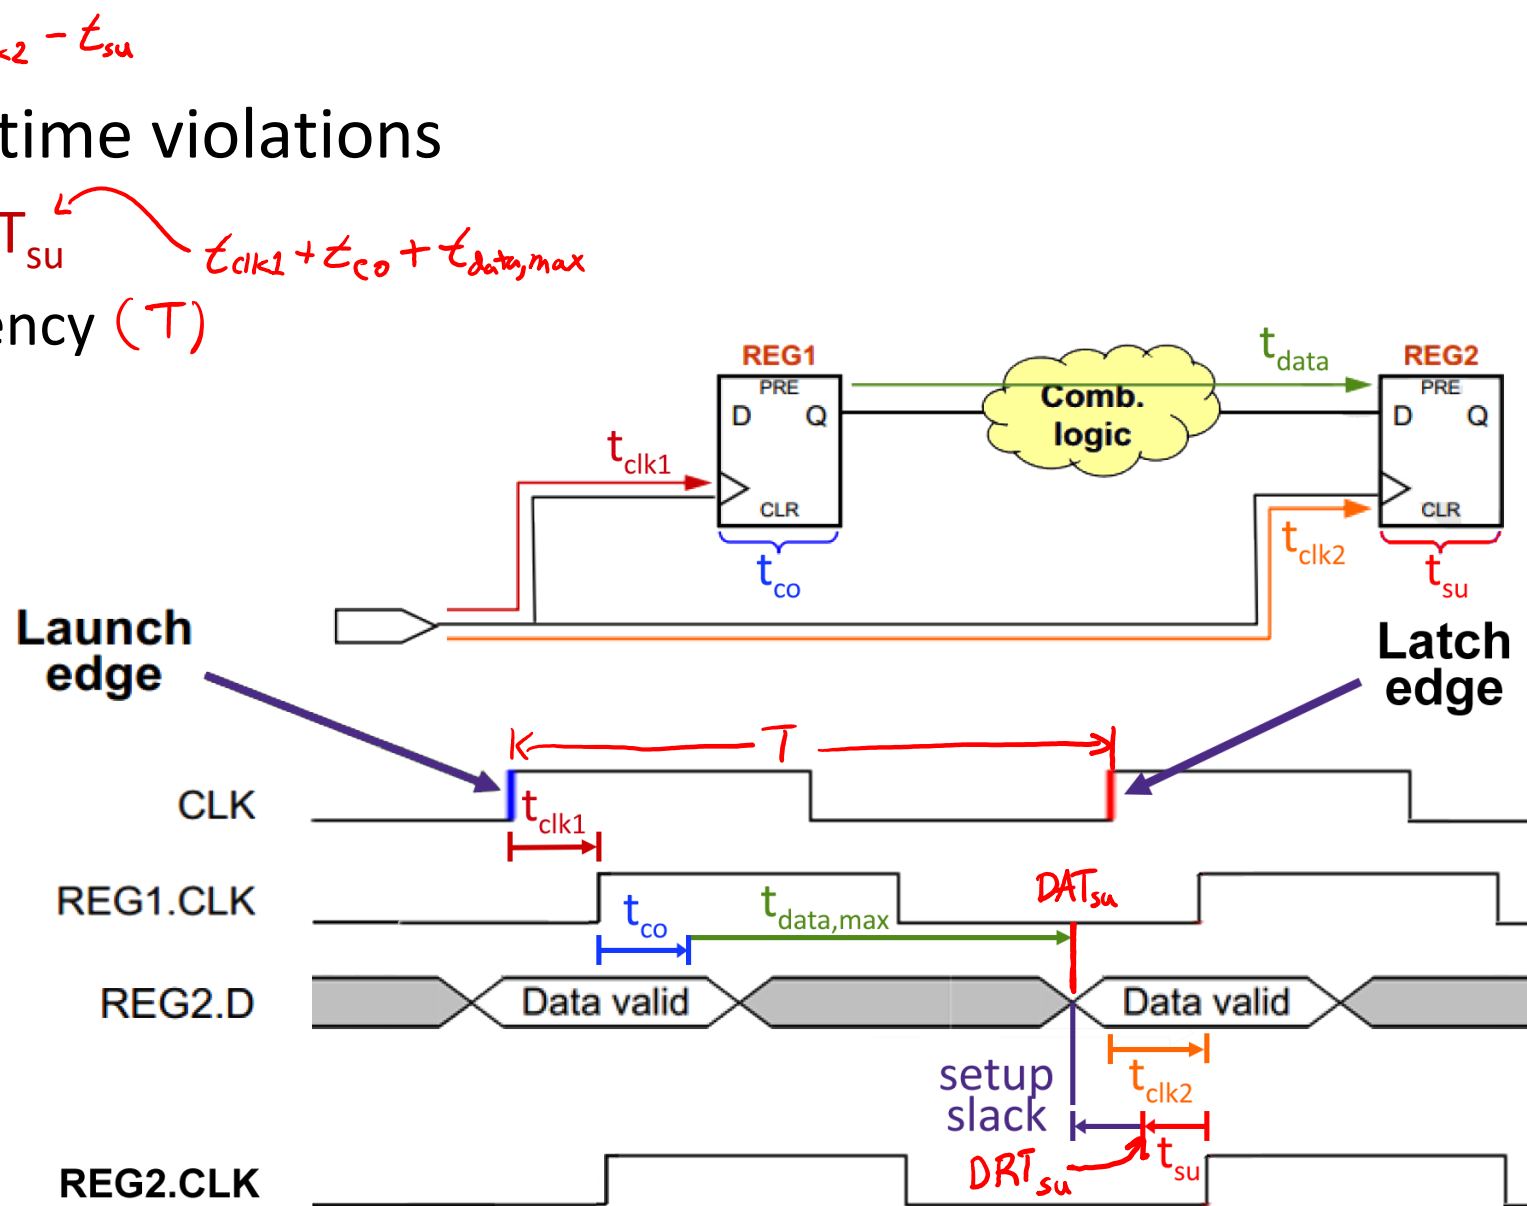 - tsu
time violations
Tsu
tclk1 + tco + tdata,max
ency (T)
REG1
tdata
REG2
PRE
D Q
CLR
Comb.
logic
PRE
D Q
CLR
tclk1
tclk2
tco
tsu
Launch
edge
Latch
edge
T
CLK
tclk1
REG1.CLK
DATsu
tco
tdata,max
REG2.D
Data valid
Data valid
setup
slack
tclk2
DRTsu
tsu
REG2.CLK